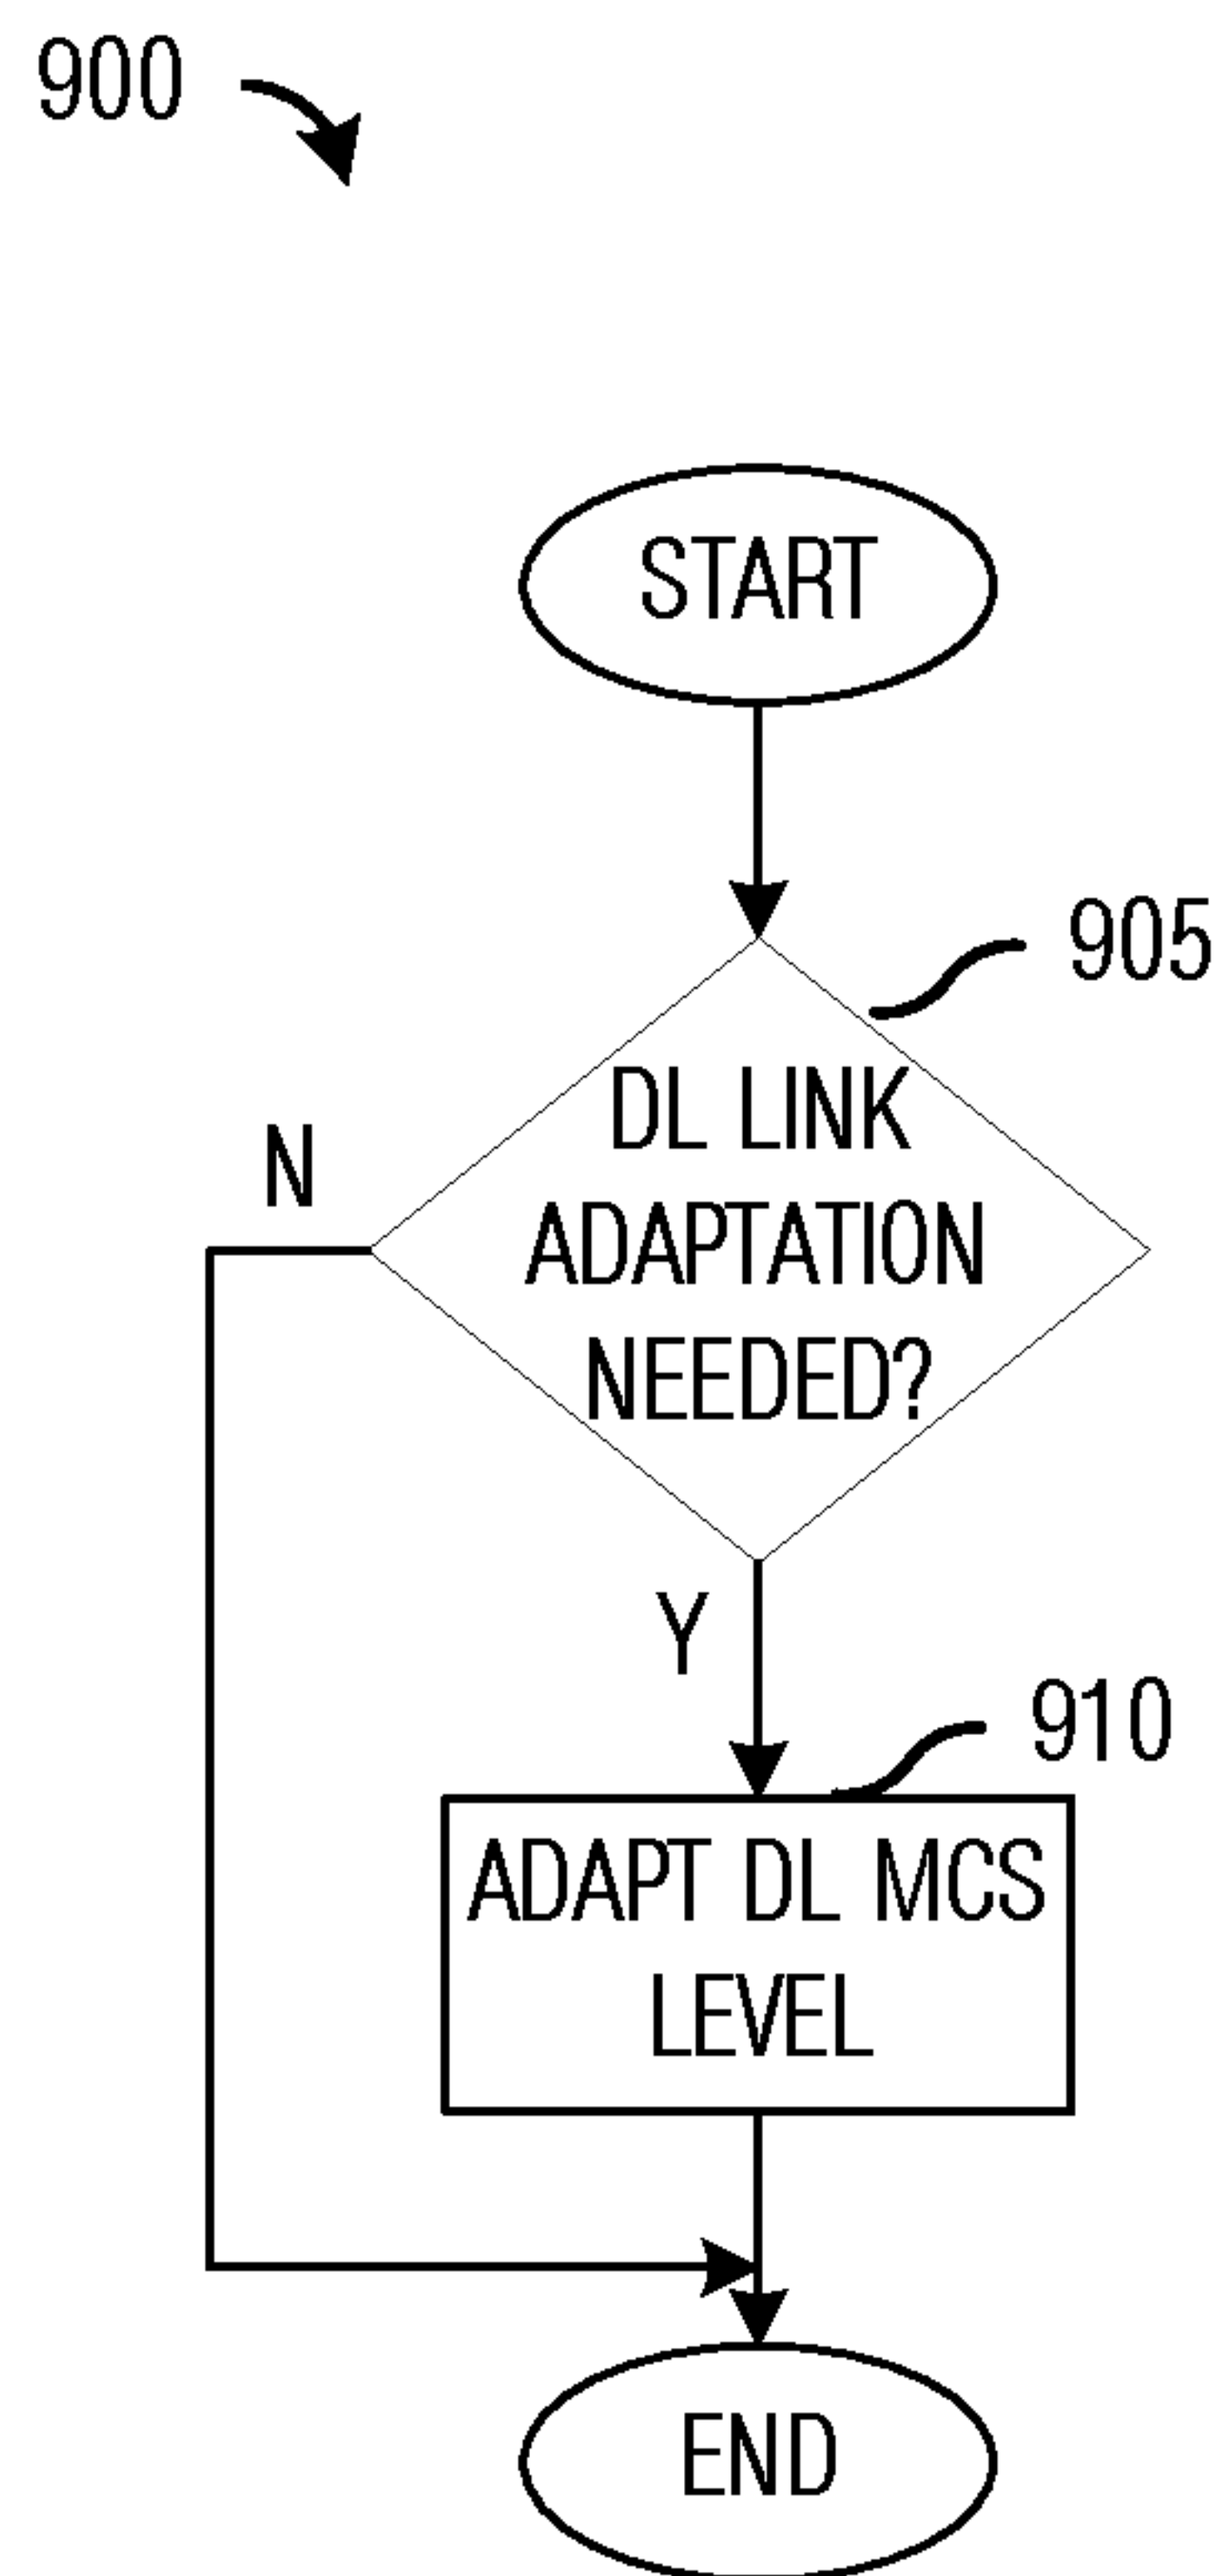 900
START
905
DL LINK
ADAPTATION
NEEDED?
N
Y
910
ADAPT DL MCS
LEVEL
END